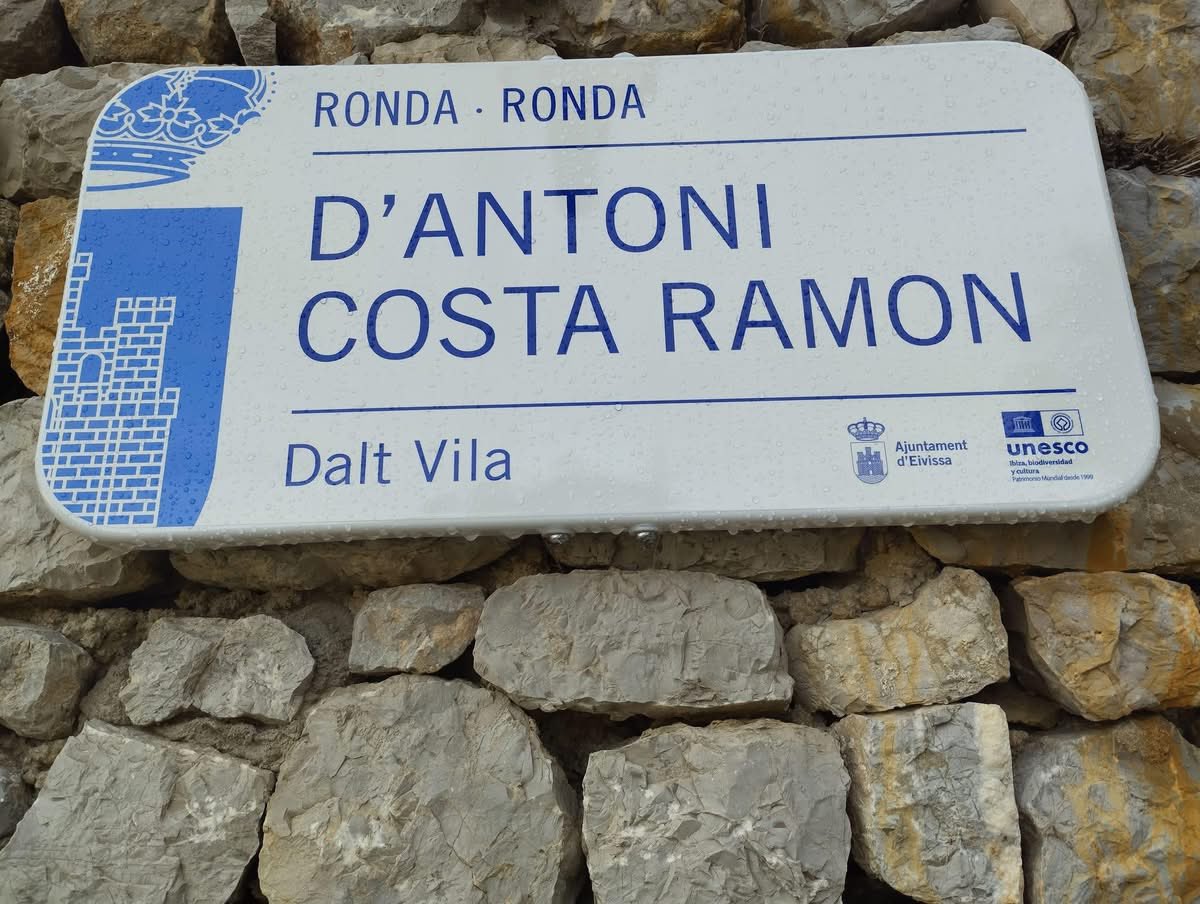 RONDA · RONDA
D'ANTONI
COSTA RAMON
Dalt Vila
Ajuntament
d'Eivissa
unesco
Ibiza, biodiversidad
y cultura
Patrimonio Mundial desde 1999